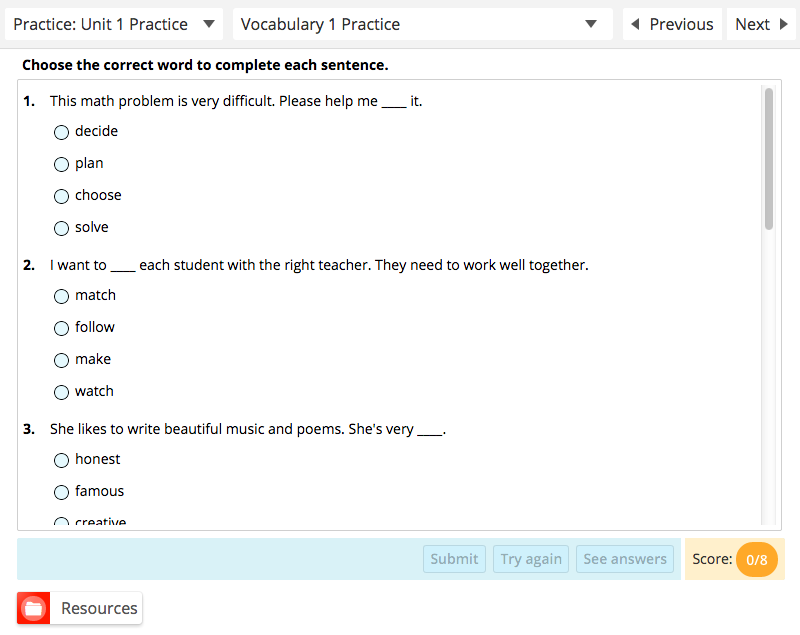 Practice: Unit 1 Practice
Vocabulary 1 Practice
Previous
Next
Choose the correct word to complete each sentence.
1. This math problem is very difficult. Please help me ___ it.
decide
plan
choose
solve
2. I want to ___ each student with the right teacher. They need to work well together.
match
follow
make
watch
3. She likes to write beautiful music and poems. She's very ___.
honest
famous
creative
Submit
Try again
See answers
Score: 0/8
Resources